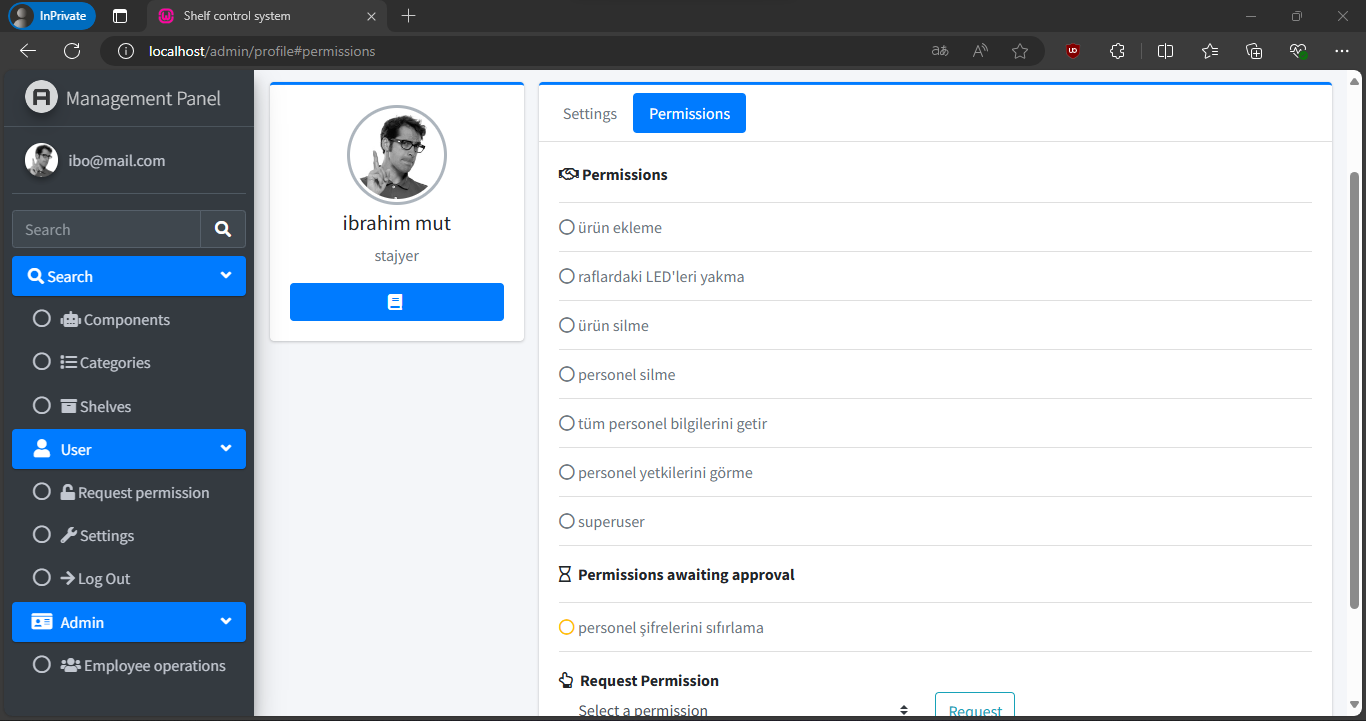 InPrivate
Shelf control system
localhost/admin/profile#permissions
Management Panel
ibo@mail.com
Search
Search
Components
Categories
Shelves
User
Request permission
Settings
Log Out
Admin
Employee operations
ibrahim mut
stajyer
Settings
Permissions
Permissions
ürün ekleme
raflardaki LED'leri yakma
ürün silme
personel silme
tüm personel bilgilerini getir
personel yetkilerini görme
superuser
Permissions awaiting approval
personel şifrelerini sıfırlama
Request Permission
Select a permission
Request